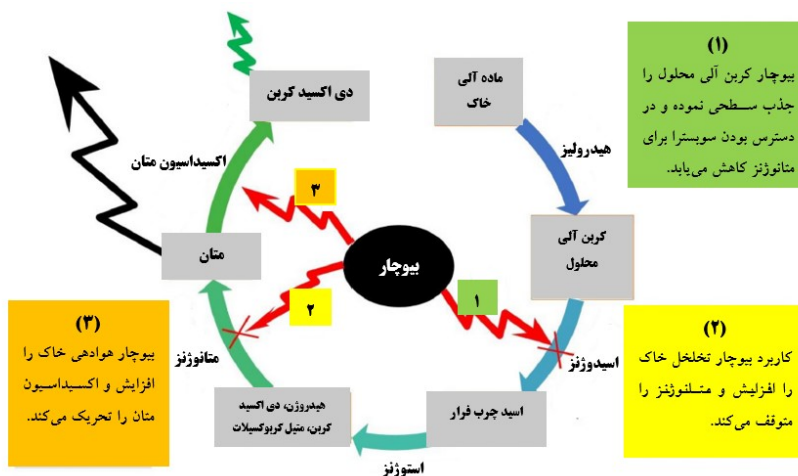 (۱)
بیوچار کربن آلی محلول را
جذب سطحی نموده و در
دسترس بودن سوبسترا برای
متانوژنز کاهش می‌یابد.
ماده آلی
خاک
دی اکسید کربن
هیدرولیز
اکسیداسیون متان
۳
کربن آلی
محلول
متان
بیوچار
۱
۲
(۲)
کاربرد بیوچار تخلخل خاک
را افزایش و متانوژنز را
متوقف می‌کند.
(۳)
بیوچار هوادهی خاک را
افزایش و اکسیداسیون
متان را تحریک می‌کند.
اسیدوژنز
متانوژنز
اسید چرب فرار
هیدروژن، دی اکسید
کربن، متیل کربوکسیلات
استوژنز